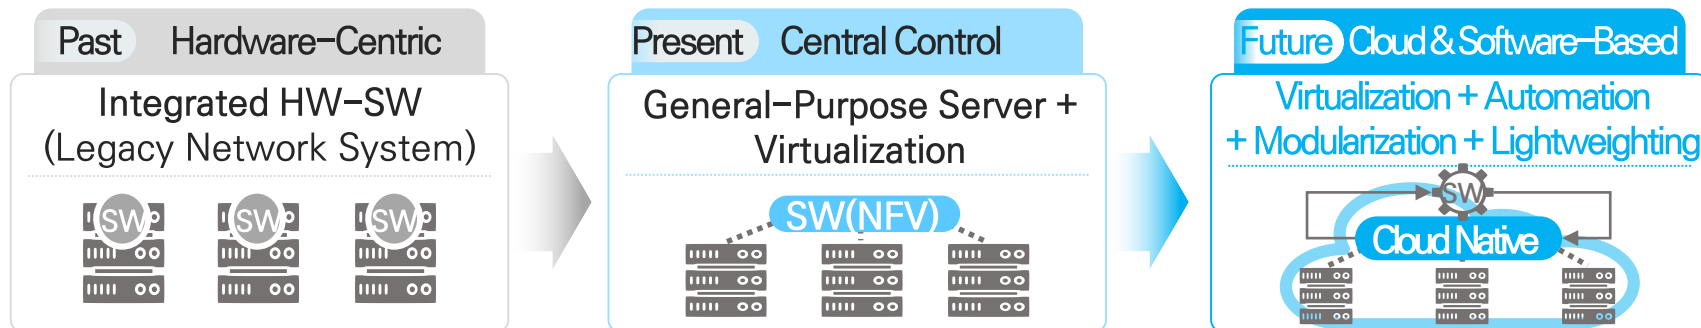 Past Hardware-Centric
Integrated HW-SW
(Legacy Network System)
SW SW SW
Present Central Control
General-Purpose Server +
Virtualization
SW(NFV)
Future Cloud & Software-Based
Virtualization + Automation
+ Modularization + Lightweighting
SW
Cloud Native